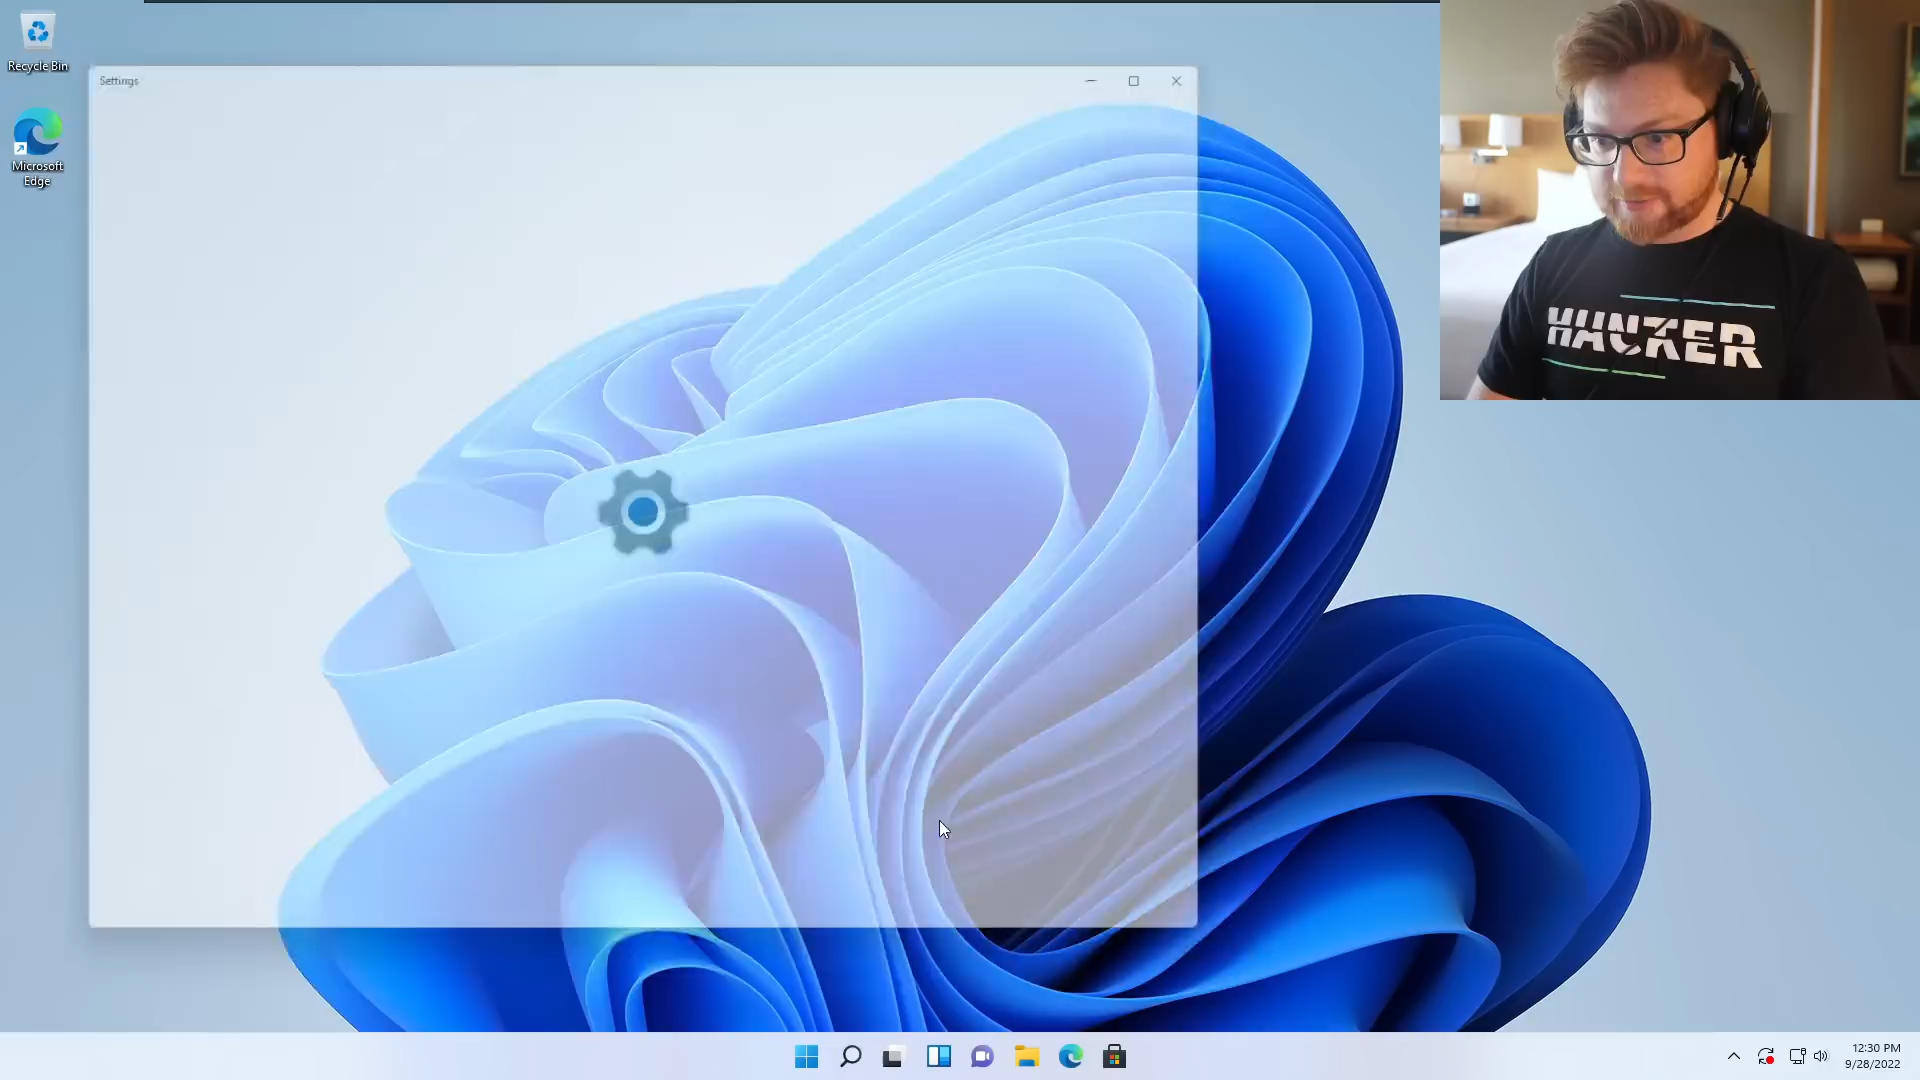 Recycle Bin
Microsoft
Edge
Settings
HACKER
12:30 PM
9/28/2022